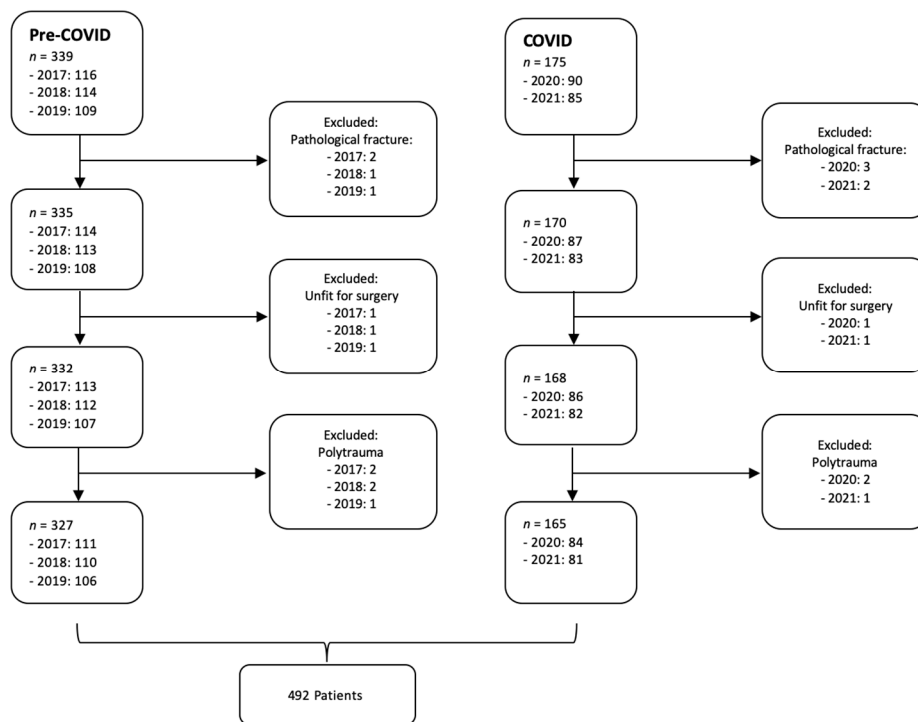 Pre-COVID
n = 339
- 2017: 116
- 2018: 114
- 2019: 109
Excluded:
Pathological fracture:
- 2017: 2
- 2018: 1
- 2019: 1
n = 335
- 2017: 114
- 2018: 113
- 2019: 108
Excluded:
Unfit for surgery
- 2017: 1
- 2018: 1
- 2019: 1
n = 332
- 2017: 113
- 2018: 112
- 2019: 107
Excluded:
Polytrauma
- 2017: 2
- 2018: 2
- 2019: 1
n = 327
- 2017: 111
- 2018: 110
- 2019: 106
COVID
n = 175
- 2020: 90
- 2021: 85
Excluded:
Pathological fracture:
- 2020: 3
- 2021: 2
n = 170
- 2020: 87
- 2021: 83
Excluded:
Unfit for surgery
- 2020: 1
- 2021: 1
n = 168
- 2020: 86
- 2021: 82
Excluded:
Polytrauma
- 2020: 2
- 2021: 1
n = 165
- 2020: 84
- 2021: 81
492 Patients